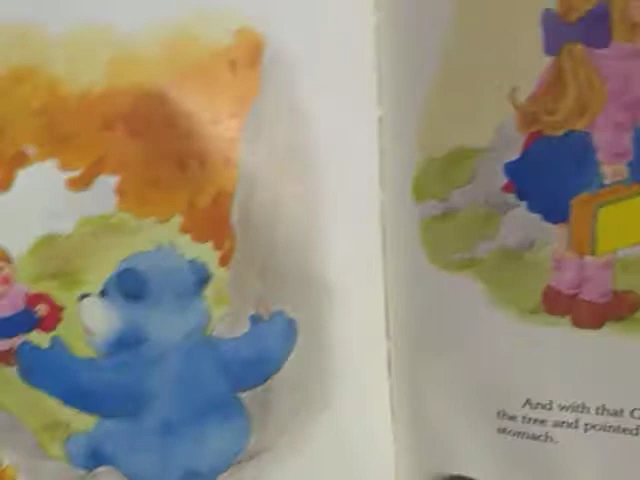 And with that G
the tree and pointed
stomach.